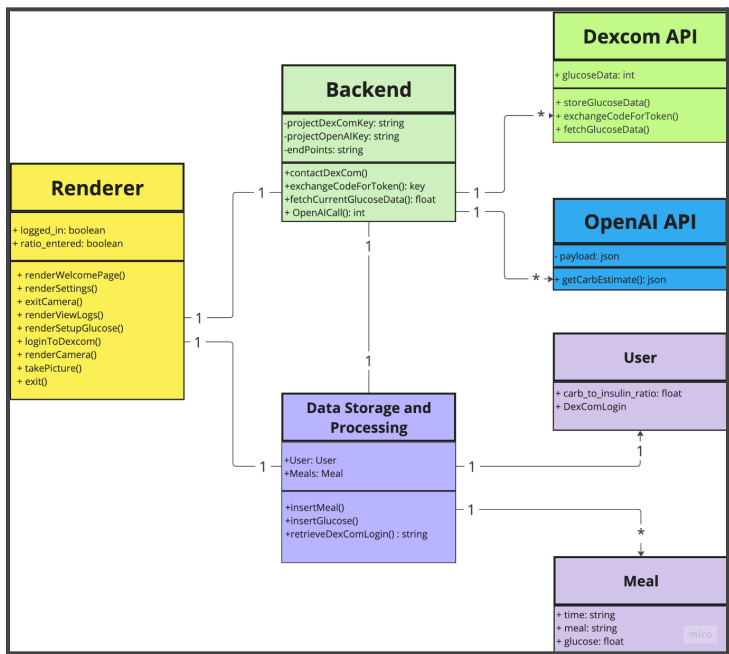 Dexcom API
+ glucoseData: int
+ storeGlucoseData()
+ exchangeCodeForToken()
+ fetchGlucoseData()
Backend
-projectDexComKey: string
-projectOpenAIKey: string
-endPoints: string
+contactDexCom()
+exchangeCodeForToken(): key
+fetchCurrentGlucoseData(): float
+ OpenAICall(): int
Renderer
+ logged_in: boolean
+ ratio_entered: boolean
+ renderWelcomePage()
+ renderSettings()
+ exitCamera()
+ renderViewLogs()
+ renderSetupGlucose()
+ loginToDexcom()
+ renderCamera()
+ takePicture()
+ exit()
OpenAI API
- payload: json
+ getCarbEstimate(): json
User
+ carb_to_insulin_ratio: float
+ DexComLogin
Data Storage and
Processing
+User: User
+Meals: Meal
+insertMeal()
+insertGlucose()
+retrieveDexComLogin() : string
Meal
+ time: string
+ meal: string
+ glucose: float
1
1
1
1
1
*
1
*
1
1
1
1
1
*
miro